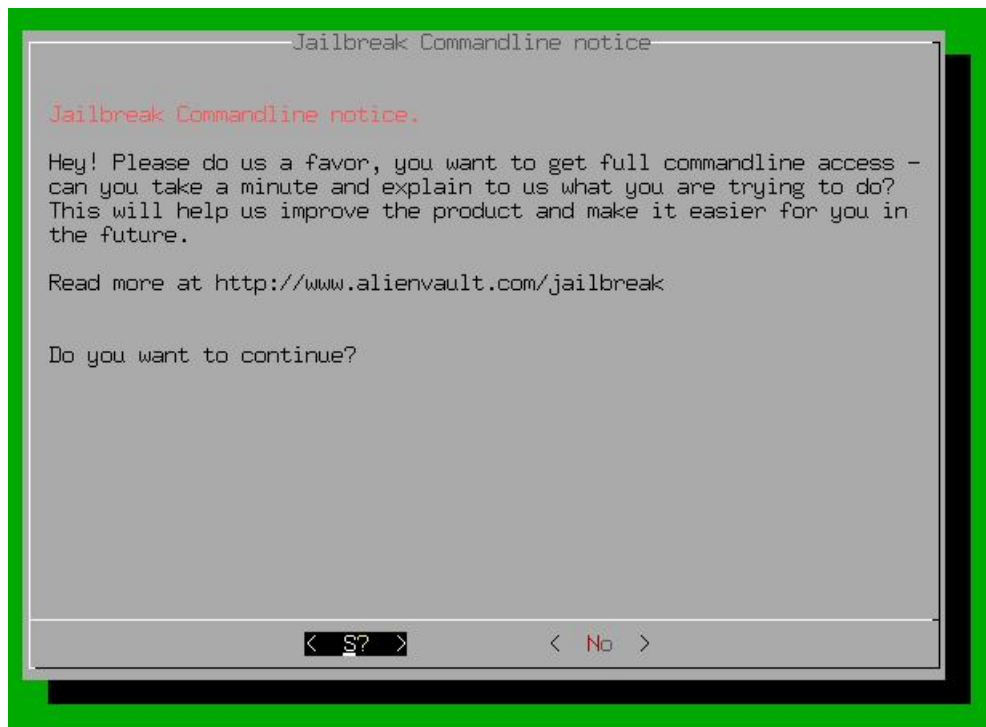 Jailbreak Commandline notice
Jailbreak Commandline notice.
Hey! Please do us a favor, you want to get full commandline access –
can you take a minute and explain to us what you are trying to do?
This will help us improve the product and make it easier for you in
the future.
Read more at http://www.alienvault.com/jailbreak
Do you want to continue?
< S? > < No >